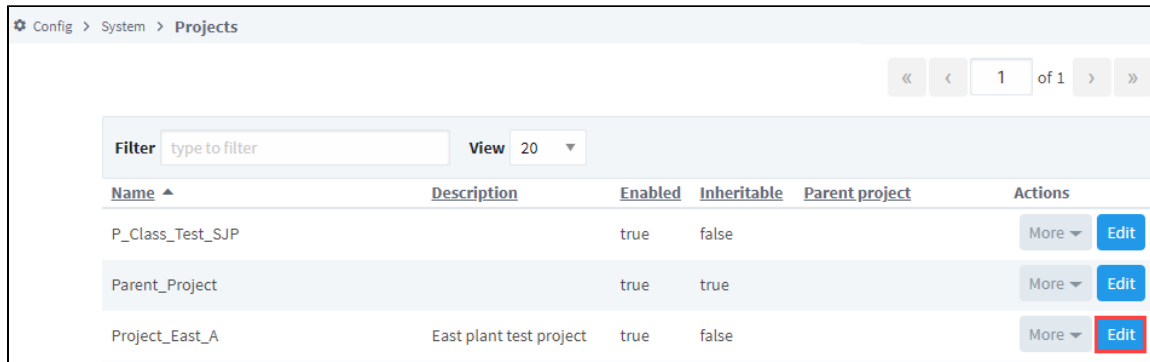 Config > System > Projects
« < 1 of 1 > »
Filter type to filter View 20
Name Description Enabled Inheritable Parent project Actions
P_Class_Test_SJP true false More Edit
Parent_Project true true More Edit
Project_East_A East plant test project true false More Edit